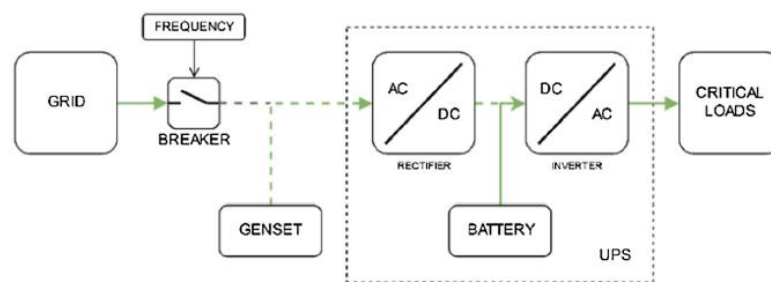 FREQUENCY
GRID
BREAKER
GENSET
AC
DC
RECTIFIER
DC
AC
INVERTER
BATTERY
UPS
CRITICAL
LOADS